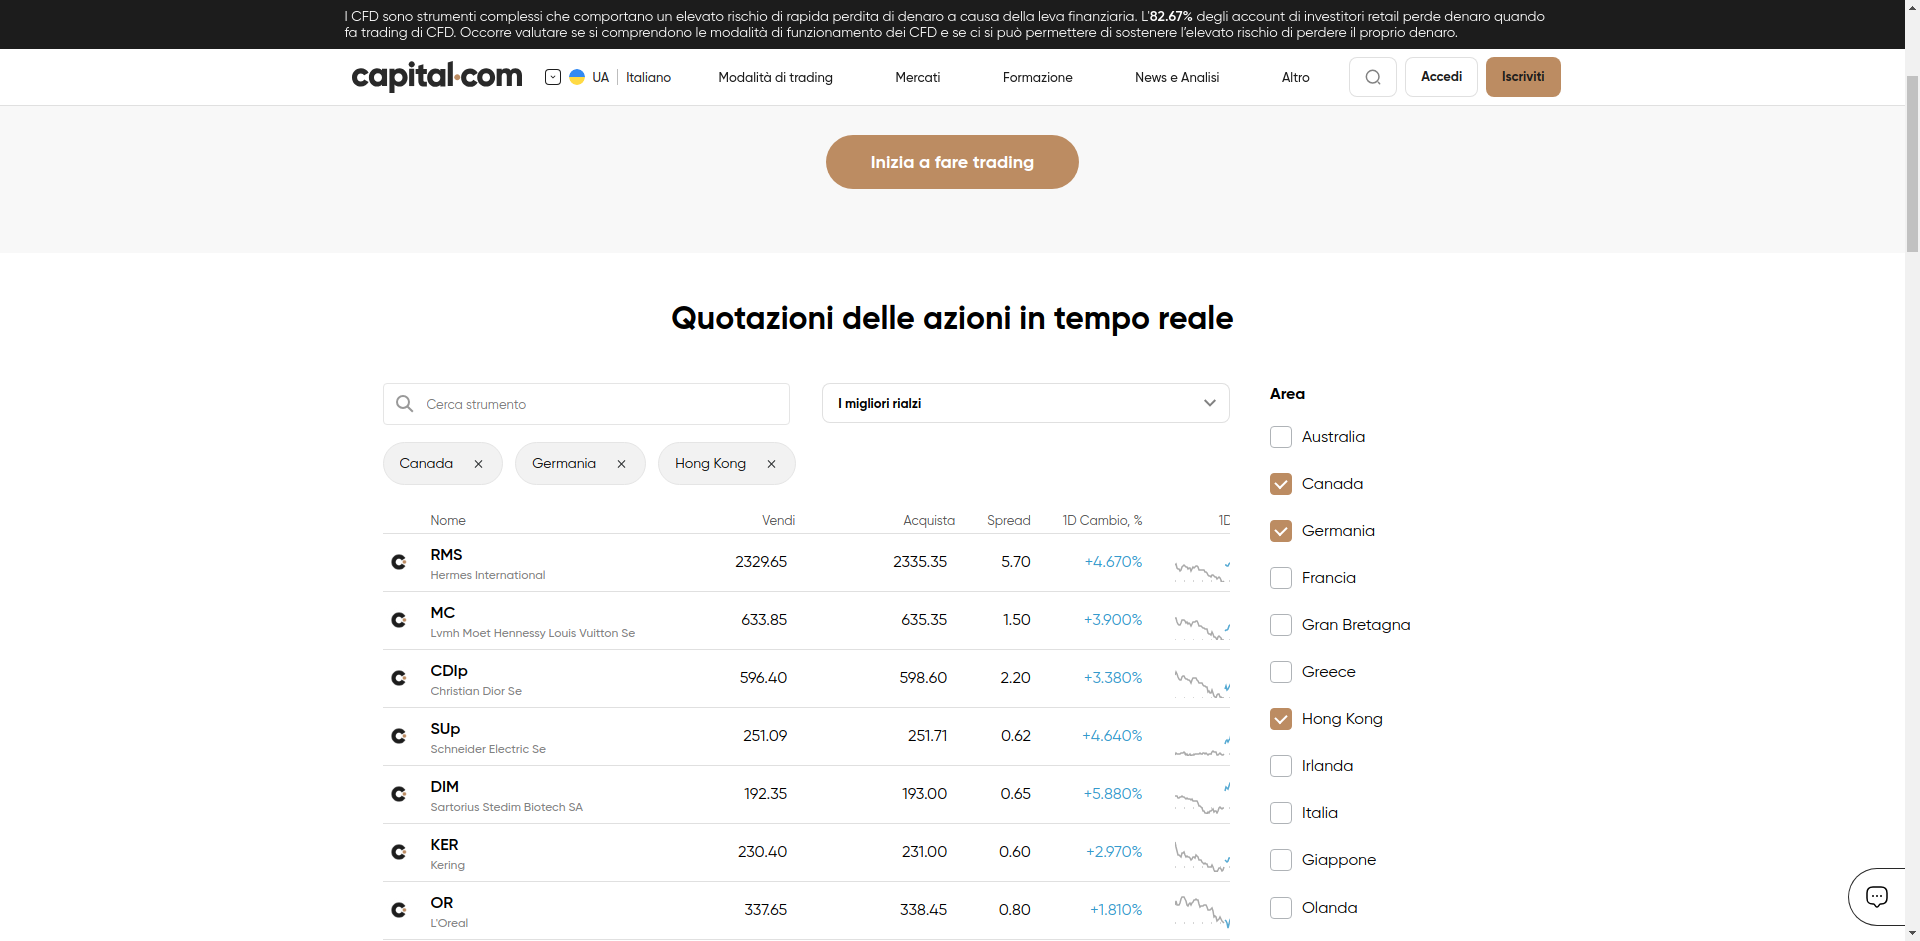 I CFD sono strumenti complessi che comportano un elevato rischio di rapida perdita di denaro a causa della leva finanziaria. L'82.67% degli account di investitori retail perde denaro quando
fa trading di CFD. Occorre valutare se si comprendono le modalità di funzionamento dei CFD e se ci si può permettere di sostenere l'elevato rischio di perdere il proprio denaro.
capital.com UA Italiano Modalità di trading Mercati Formazione News e Analisi Altro Accedi Iscriviti
Inizia a fare trading
Quotazioni delle azioni in tempo reale
Cerca strumento I migliori rialzi
Canada Germania Hong Kong
Nome Vendi Acquista Spread 1D Cambio, % 1D
RMS 2329.65 2335.35 5.70 +4.670%
Hermes International
MC 633.85 635.35 1.50 +3.900%
Lvmh Moet Hennessy Louis Vuitton Se
CDIp 596.40 598.60 2.20 +3.380%
Christian Dior Se
SUp 251.09 251.71 0.62 +4.640%
Schneider Electric Se
DIM 192.35 193.00 0.65 +5.880%
Sartorius Stedim Biotech SA
KER 230.40 231.00 0.60 +2.970%
Kering
OR 337.65 338.45 0.80 +1.810%
L'Oreal
Area
Australia
Canada
Germania
Francia
Gran Bretagna
Greece
Hong Kong
Irlanda
Italia
Giappone
Olanda